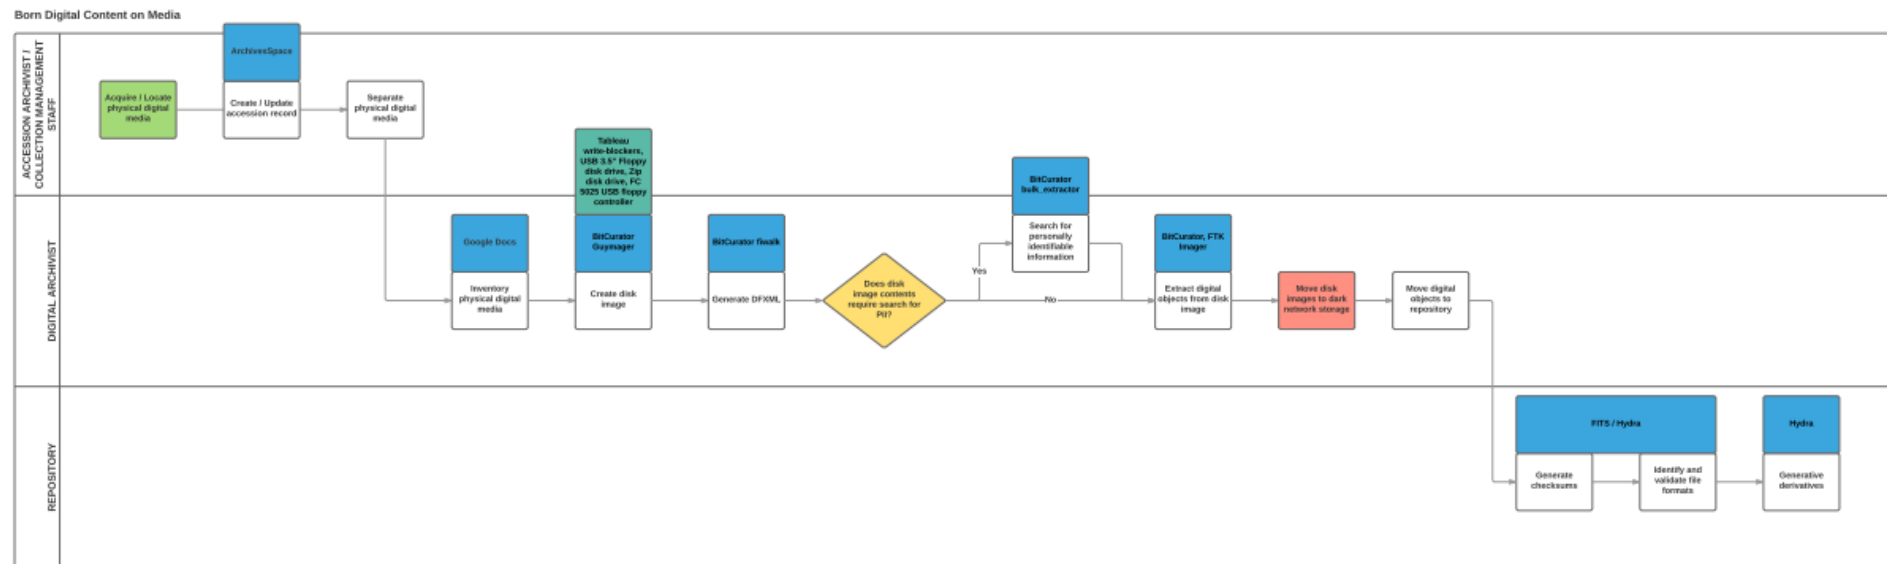 Born Digital Content on Media
ACCESSION ARCHIVIST /
COLLECTION MANAGEMENT
STAFF
ArchivesSpace
Acquire / Locate
physical digital
media
Create / Update
accession record
Separate
physical digital
media
DIGITAL ARCHIVIST
Google Docs
Inventory
physical digital
media
Tableau
write-blockers,
USB 3.5" Floppy
disk drive, Zip
disk drive, FC
5025 USB floppy
controller
BitCurator
Guymager
Create disk
image
BitCurator fiwalk
Generate DFXML
Does disk
image contents
require search for
PII?
Yes
No
BitCurator
bulk_extractor
Search for
personally
identifiable
information
BitCurator, FTK
Imager
Extract digital
objects from disk
image
Move disk
images to dark
network storage
Move digital
objects to
repository
REPOSITORY
FITS / Hydra
Generate
checksums
Identify and
validate file
formats
Hydra
Generative
derivatives